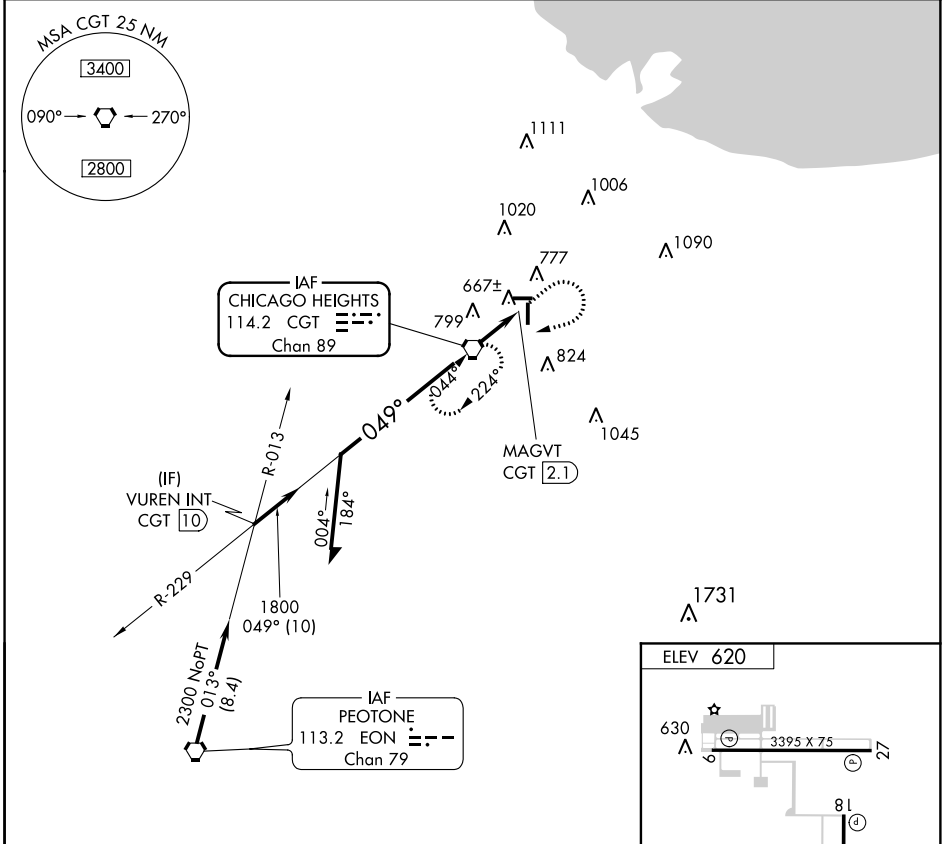 MSA CGT 25 NM
3400
090°
270°
2800
1111
1006
1020
1090
777
667±
799
IAF
CHICAGO HEIGHTS
114.2 CGT
Chan 89
824
044°
224°
049°
1045
MAGVT
CGT 2.1
R-013
(IF)
VUREN INT
CGT 10
004°
184°
R-229
1800
049° (10)
1731
2300 NoPT
013°
(8.4)
IAF
PEOTONE
113.2 EON
Chan 79
ELEV 620
630
P
3395 X 75
9
27
P
18
P